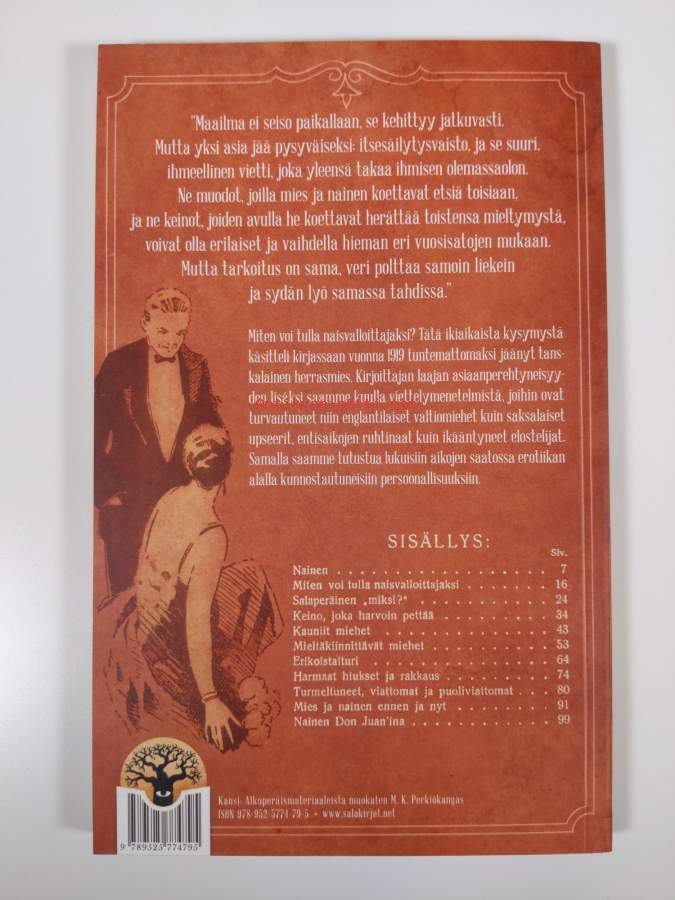 "Maailma ei seiso paikallaan, se kehittyy jatkuvasti.
Mutta yksi asia jää pysyväiseksi: itsesäilytysvaisto, ja se suuri,
ihmeellinen vietti, joka yleensä takaa ihmisen olemassaolon.
Ne muodot, joilla mies ja nainen koettavat etsiä toisiaan,
ja ne keinot, joiden avulla he koettavat herättää toistensa mieltymystä,
voivat olla erilaiset ja vaihdella hieman eri vuosisatojen mukaan.
Mutta tarkoitus on sama, veri polttaa samoin liekein
ja sydän lyö samassa tahdissa."
Miten voi tulla naisvalloittajaksi? Tätä ikiaikaista kysymystä
käsitteli kirjassaan vuonna 1919 tuntemattomaksi jäänyt tans-
kalainen herrasmies. Kirjoittajan laajan asiaanperehtyneisyy-
den lisäksi saamme kuulla viettelymenetelmistä, joihin ovat
turvautuneet niin englantilaiset valtiomiehet kuin saksalaiset
upseerit, entisaikojen ruhtinaat kuin ikääntyneet elostelijat.
Samalla saamme tutustua lukuisiin aikojen saatossa erotiikan
alalla kunnostautuneisiin persoonallisuuksiin.
SISÄLLYS:
Siv.
Nainen . . . . . . . . . . . . . . . . . . 7
Miten voi tulla naisvalloittajaksi . . . . . . . 16
Salaperäinen „miksi?" . . . . . . . . . . . 24
Keino, joka harvoin pettää . . . . . . . . . . 34
Kauniit miehet . . . . . . . . . . . . . . . 43
Mieltäkiinnittävät miehet . . . . . . . . . . . 53
Erikoistaituri . . . . . . . . . . . . . . . . 64
Harmaat hiukset ja rakkaus . . . . . . . . . . 74
Turmeltuneet, viattomat ja puoliviattomat . . . . 80
Mies ja nainen ennen ja nyt . . . . . . . . . 91
Nainen Don Juan'ina . . . . . . . . . . . . 99
Kansi: Alkuperäismateriaaleista muokaten M. K. Perkiökangas
ISBN 978-952-5774-79-5 • www.salakirjat.net
9 789525 774795